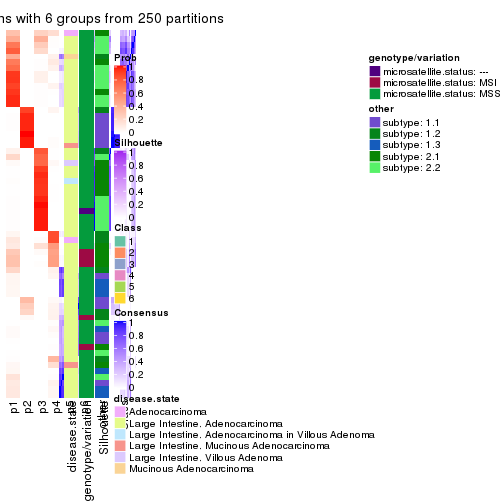 ns with 6 groups from 250 partitions
Prob
1
0.8
0.6
0.4
0.2
0
Silhouette
1
0.8
0.6
0.4
0.2
0
Class
1
2
3
4
5
6
Consensus
1
0.8
0.6
0.4
0.2
0
disease.state
Adenocarcinoma
Large Intestine. Adenocarcinoma
Large Intestine. Adenocarcinoma in Villous Adenoma
Large Intestine. Mucinous Adenocarcinoma
Large Intestine. Villous Adenoma
Mucinous Adenocarcinoma
genotype/variation
microsatellite.status: ---
microsatellite.status: MSI
microsatellite.status: MSS
other
subtype: 1.1
subtype: 1.2
subtype: 1.3
subtype: 2.1
subtype: 2.2
p1
p2
p3
p4
disease.state
genotype/variation
Silhouette